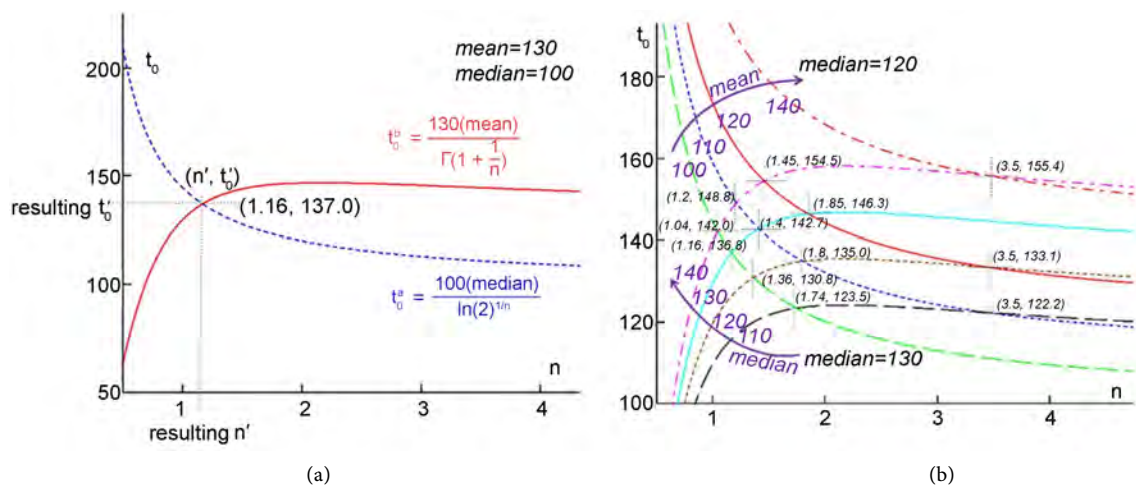 t₀
mean=130
median=100
200
t₀ᵇ = 130(mean) / Γ(1 + 1/n)
(n′, t₀′)
150
resulting t₀′
(1.16, 137.0)
100
t₀ᵃ = 100(median) / ln(2)^1/n
n
50
1 2 3 4
resulting n′
(a)
t₀
180
160
140
120
100
mean
median=120
140
120
110
100
(1.45, 154.5)
(3.5, 155.4)
(1.2, 148.8)
(1.85, 146.3)
(1.04, 142.0)
(1.4, 142.7)
(1.16, 136.8)
(1.8, 135.0)
(3.5, 133.1)
(1.36, 130.8)
(1.74, 123.5)
(3.5, 122.2)
140
130
120
110
median
median=130
n
1 2 3 4
(b)